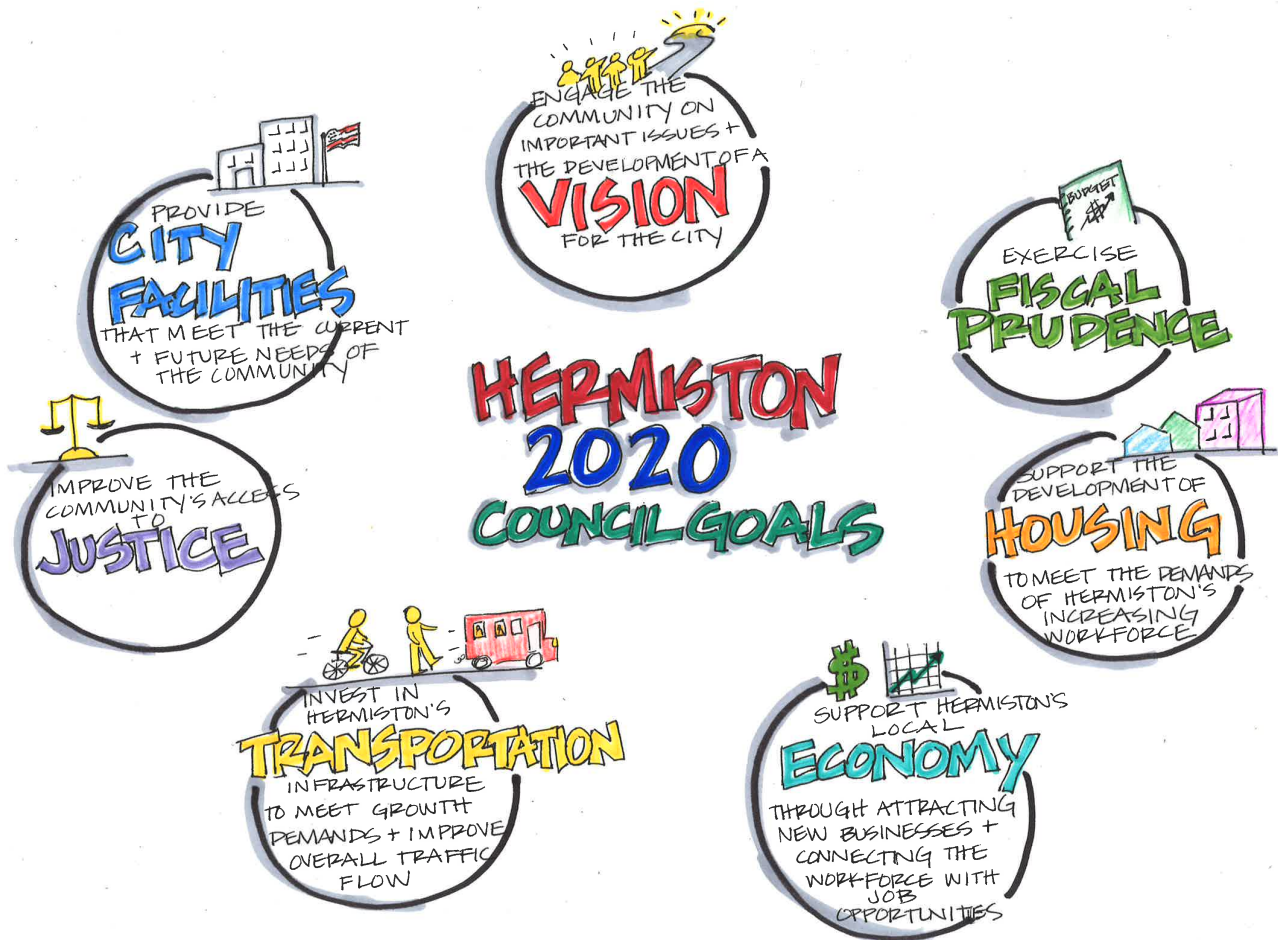 ENGAGE THE
COMMUNITY ON
IMPORTANT ISSUES +
THE DEVELOPMENT OF A
VISION
FOR THE CITY
BUDGET
$
EXERCISE
FISCAL
PRUDENCE
SUPPORT THE
DEVELOPMENT OF
HOUSING
TO MEET THE DEMANDS
OF HERMISTON'S
INCREASING
WORKFORCE
$
SUPPORT HERMISTON'S
LOCAL
ECONOMY
THROUGH ATTRACTING
NEW BUSINESSES +
CONNECTING THE
WORKFORCE WITH
JOB
OPPORTUNITIES
INVEST IN
HERMISTON'S
TRANSPORTATION
INFRASTRUCTURE
TO MEET GROWTH
DEMANDS + IMPROVE
OVERALL TRAFFIC
FLOW
IMPROVE THE
COMMUNITY'S ACCESS
TO
JUSTICE
PROVIDE
CITY
FACILITIES
THAT MEET THE CURRENT
+ FUTURE NEEDS OF
THE COMMUNITY
HERMISTON
2020
COUNCIL GOALS